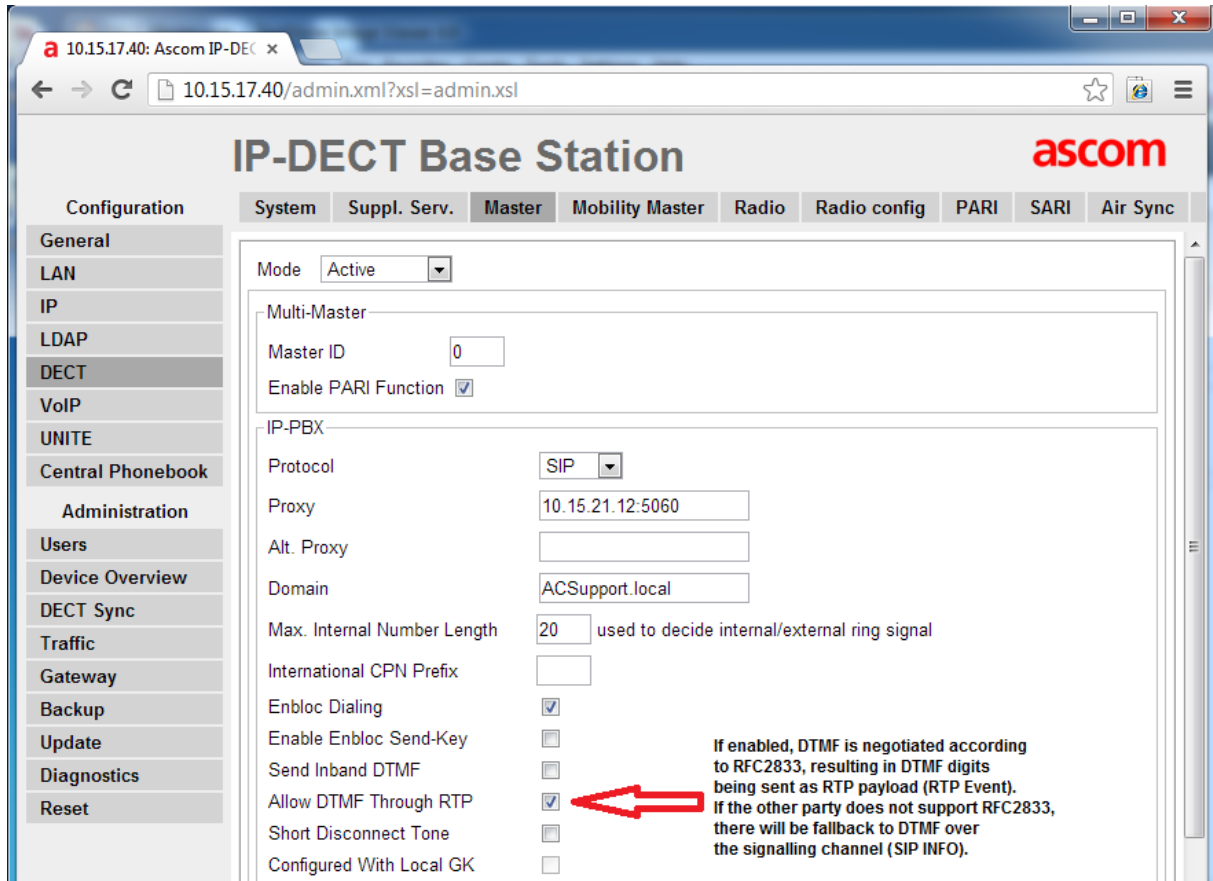 10.15.17.40: Ascom IP-DEC
10.15.17.40/admin.xml?xsl=admin.xsl
IP-DECT Base Station
ascom
Configuration
System Suppl. Serv. Master Mobility Master Radio Radio config PARI SARI Air Sync
General
LAN
IP
LDAP
DECT
VoIP
UNITE
Central Phonebook
Administration
Users
Device Overview
DECT Sync
Traffic
Gateway
Backup
Update
Diagnostics
Reset
Mode Active
Multi-Master
Master ID 0
Enable PARI Function
IP-PBX
Protocol SIP
Proxy 10.15.21.12:5060
Alt. Proxy
Domain ACSupport.local
Max. Internal Number Length 20 used to decide internal/external ring signal
International CPN Prefix
Enbloc Dialing
Enable Enbloc Send-Key
Send Inband DTMF
Allow DTMF Through RTP
Short Disconnect Tone
Configured With Local GK
If enabled, DTMF is negotiated according
to RFC2833, resulting in DTMF digits
being sent as RTP payload (RTP Event).
If the other party does not support RFC2833,
there will be fallback to DTMF over
the signalling channel (SIP INFO).